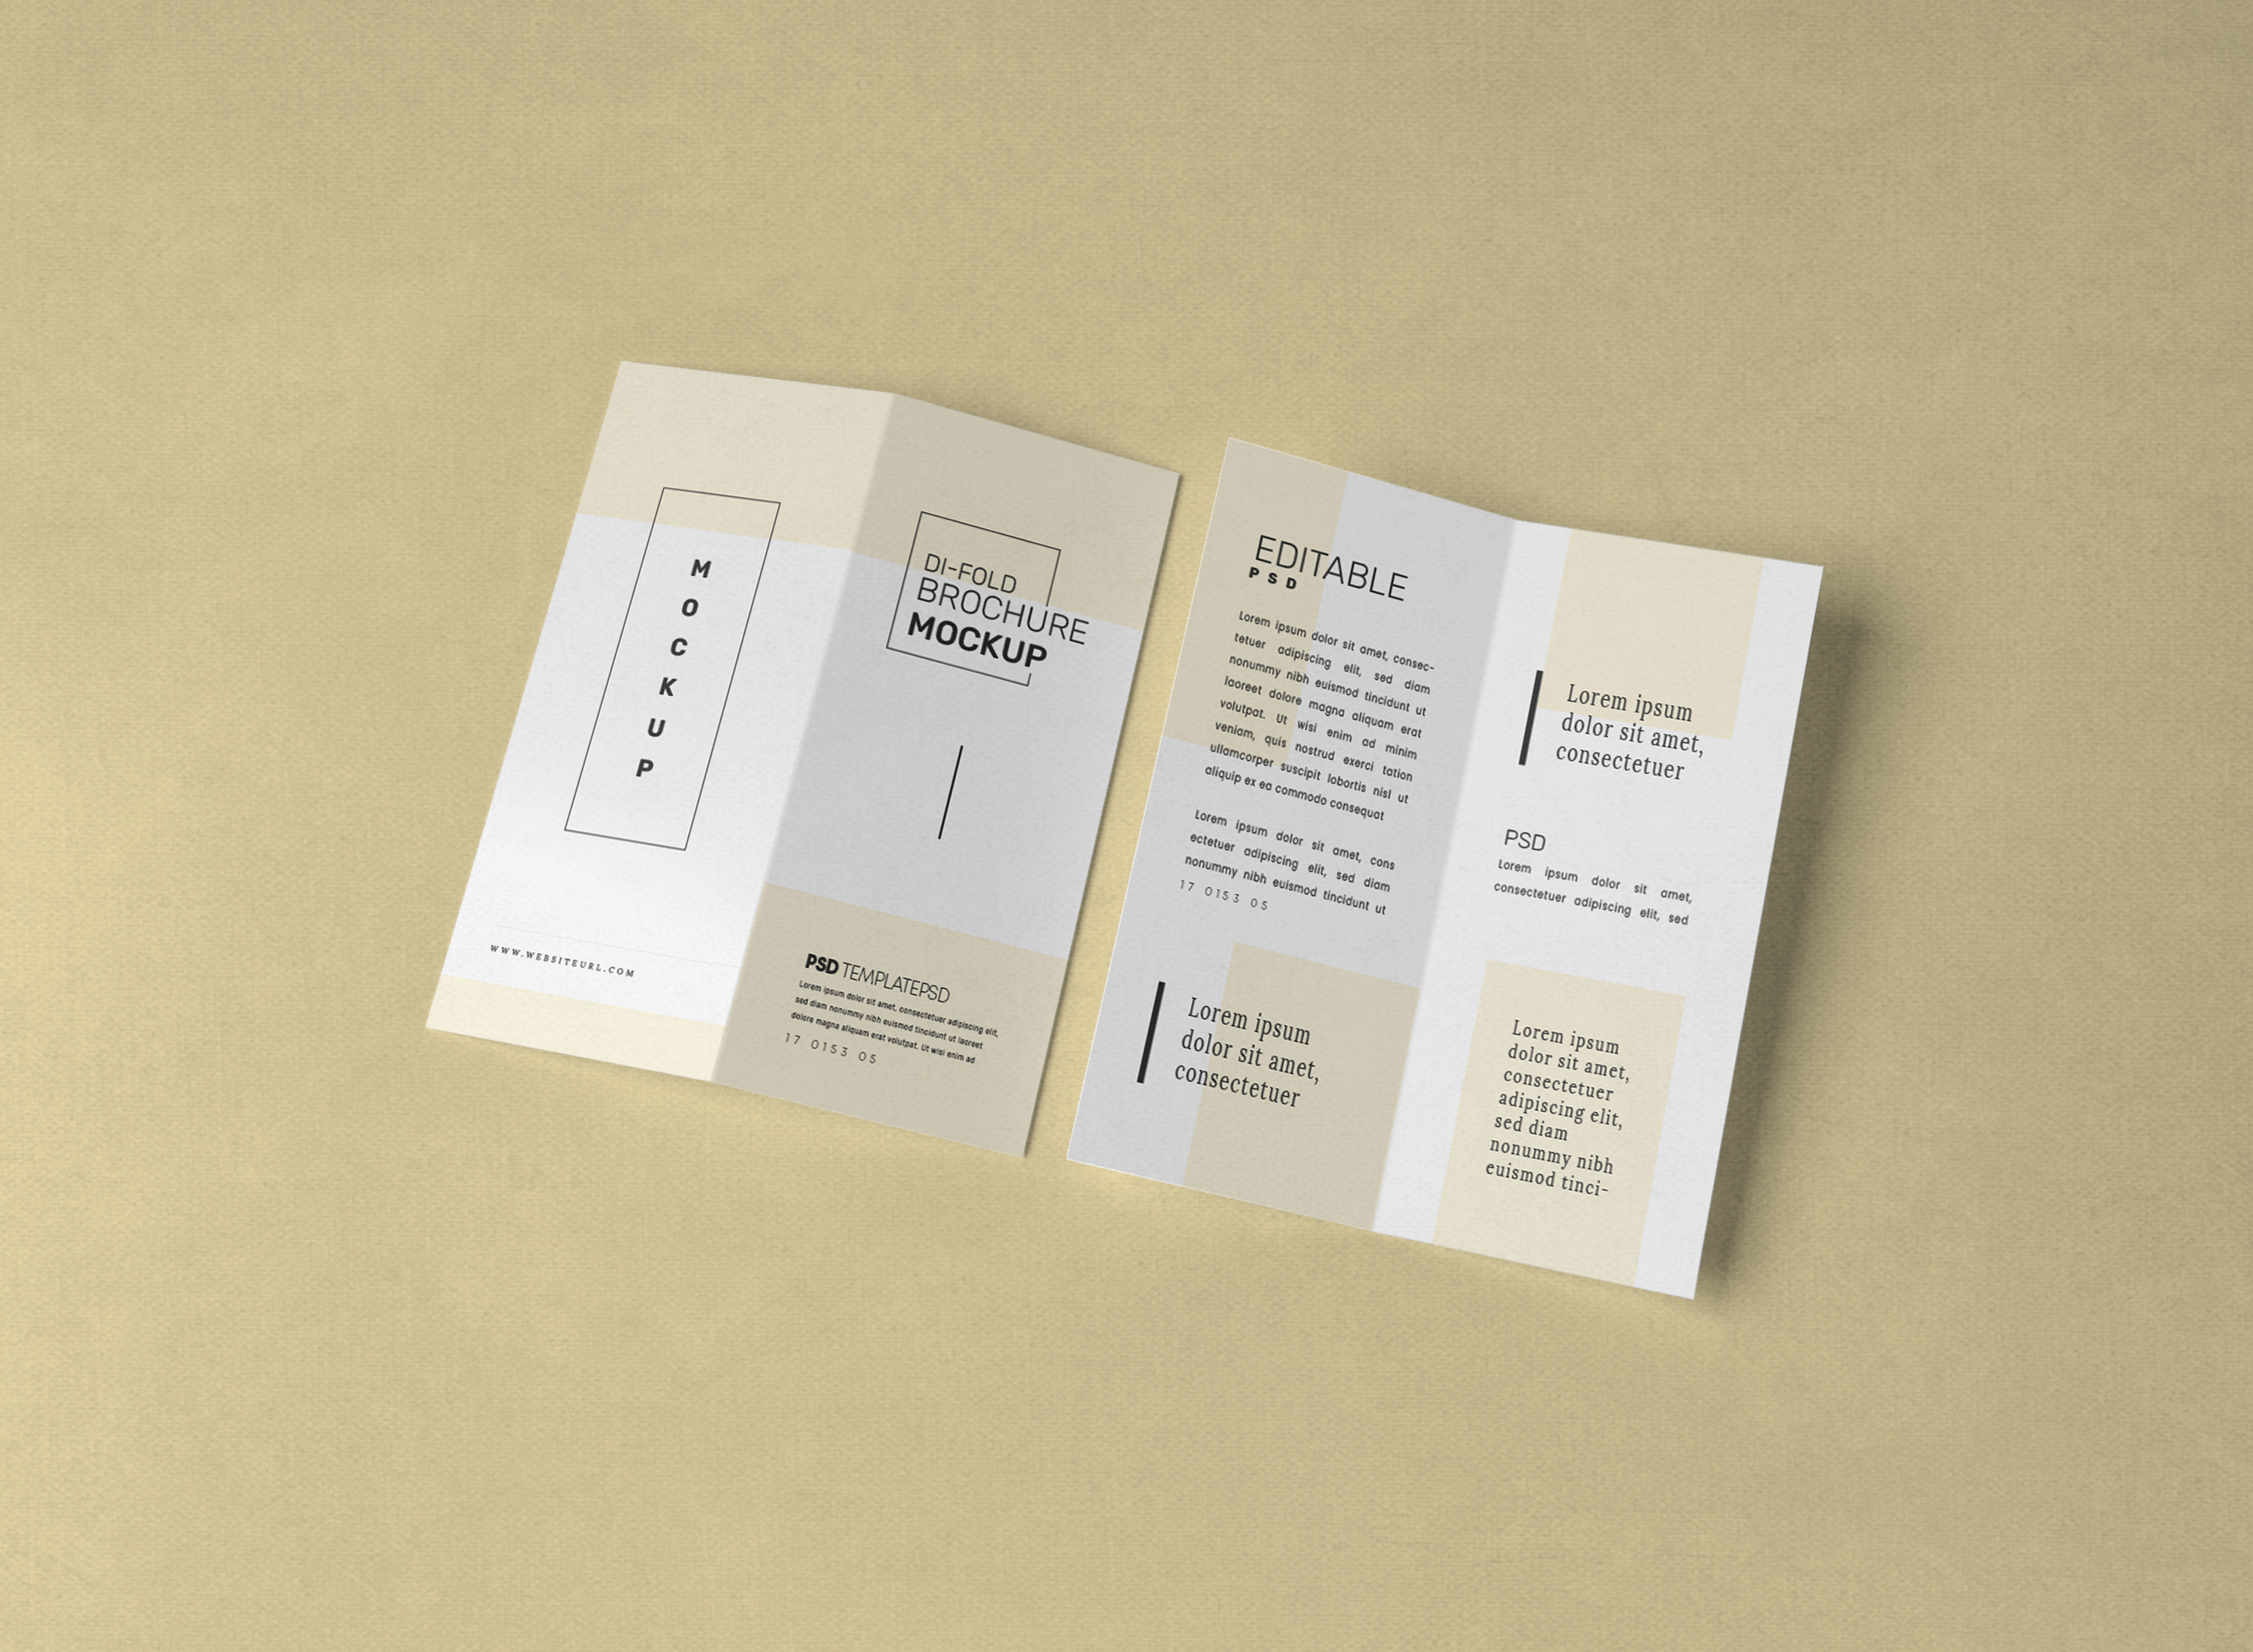 M
O
C
K
U
P
WWW.WEBSITEURL.COM
DI-FOLD
BROCHURE
MOCKUP
PSD TEMPLATEPSD
Lorem ipsum dolor sit amet, consectetuer adipiscing elit,
sed diam nonummy nibh euismod tincidunt ut laoreet
dolore magna aliquam erat volutpat. Ut wisi enim ad
17 0153 05
EDITABLE
PSD
Lorem ipsum dolor sit amet, consec-
tetuer adipiscing elit, sed diam
nonummy nibh euismod tincidunt ut
laoreet dolore magna aliquam erat
volutpat. Ut wisi enim ad minim
veniam, quis nostrud exerci tation
ullamcorper suscipit lobortis nisl ut
aliquip ex ea commodo consequat
Lorem ipsum dolor sit amet, cons
ectetuer adipiscing elit, sed diam
nonummy nibh euismod tincidunt ut
17 0153 05
Lorem ipsum
dolor sit amet,
consectetuer
Lorem ipsum
dolor sit amet,
consectetuer
PSD
Lorem ipsum dolor sit amet,
consectetuer adipiscing elit, sed
Lorem ipsum
dolor sit amet,
consectetuer
adipiscing elit,
sed diam
nonummy nibh
euismod tinci-